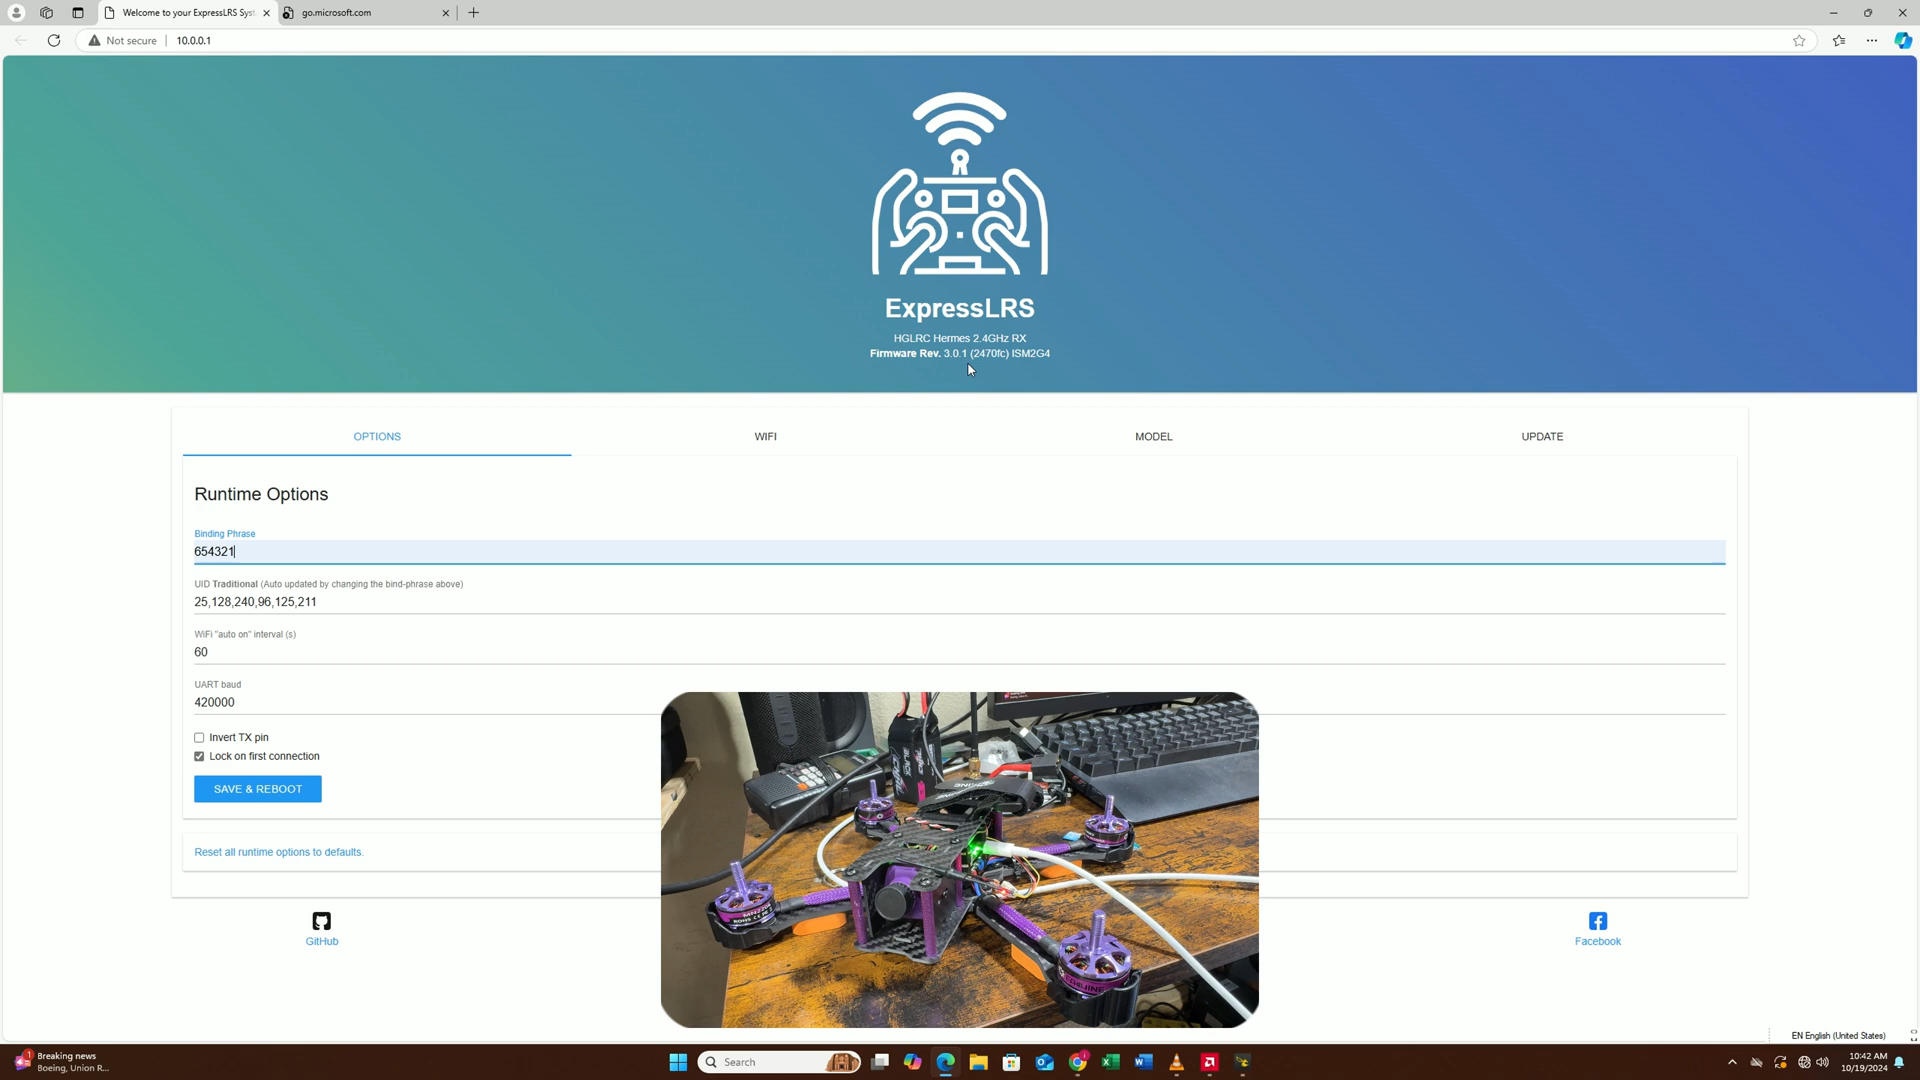 Welcome to your ExpressLRS Syst
go.microsoft.com
Not secure
10.0.0.1
ExpressLRS
HGLRC Hermes 2.4GHz RX
Firmware Rev. 3.0.1 (2470fc) ISM2G4
OPTIONS
WIFI
MODEL
UPDATE
Runtime Options
Binding Phrase
654321
UID Traditional (Auto updated by changing the bind-phrase above)
25,128,240,96,125,211
WiFi "auto on" interval (s)
60
UART baud
420000
Invert TX pin
Lock on first connection
SAVE & REBOOT
Reset all runtime options to defaults.
GitHub
Facebook
EN English (United States)
1
Breaking news
Boeing, Union R...
Search
10:42 AM
10/19/2024